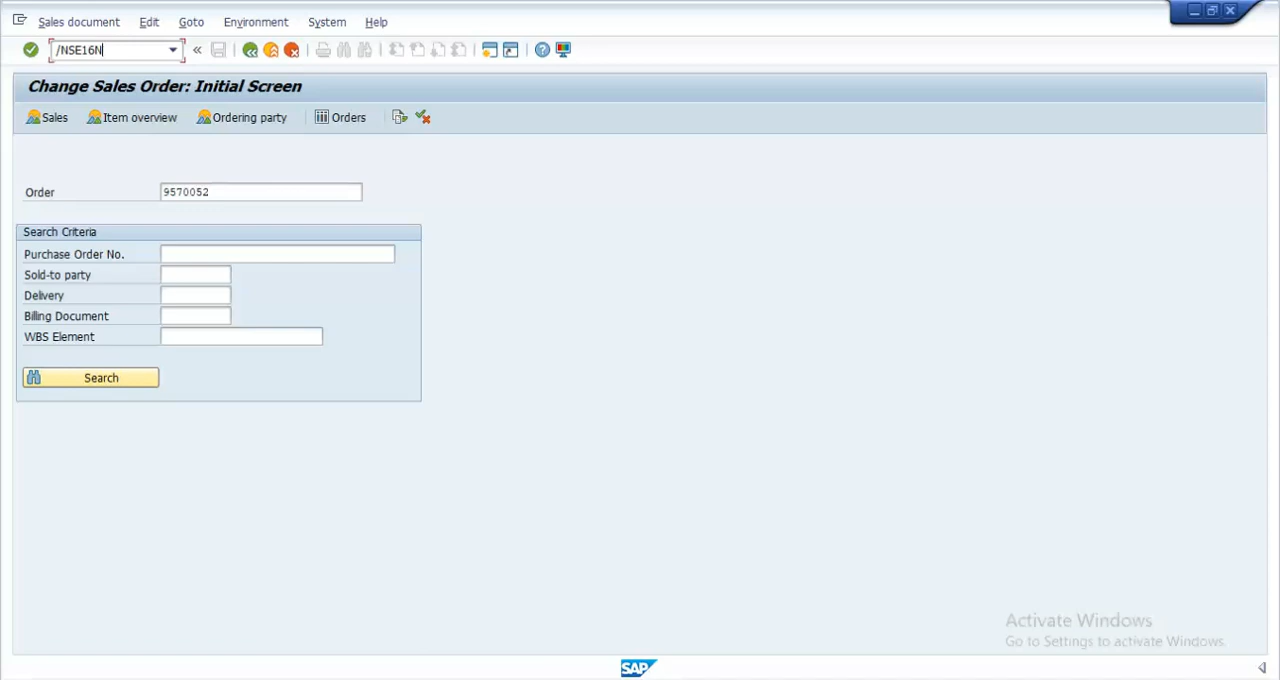 Sales document Edit Goto Environment System Help
/NSE16N
Change Sales Order: Initial Screen
Sales Item overview Ordering party Orders
Order 9570052
Search Criteria
Purchase Order No.
Sold-to party
Delivery
Billing Document
WBS Element
Search
Activate Windows
Go to Settings to activate Windows.
SAP